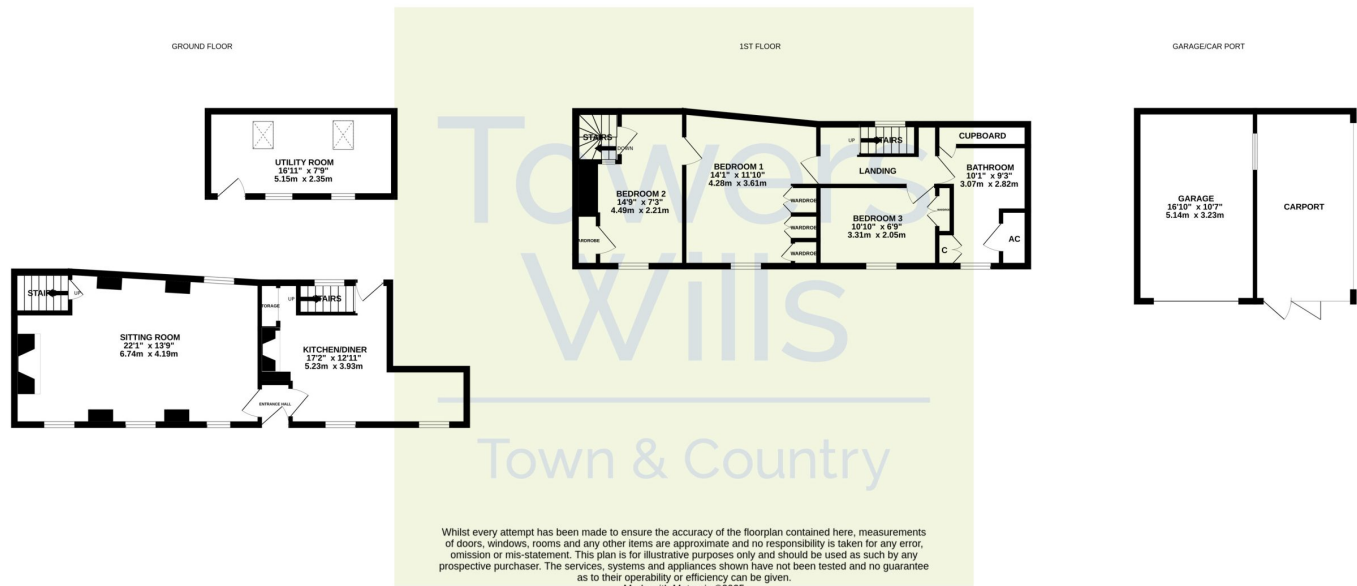 GROUND FLOOR
1ST FLOOR
GARAGE/CAR PORT
UTILITY ROOM
16'11" x 7'9"
5.15m x 2.35m
STAIRS
UP
SITTING ROOM
22'1" x 13'9"
6.74m x 4.19m
STORAGE
UP
STAIRS
KITCHEN/DINER
17'2" x 12'11"
5.23m x 3.93m
ENTRANCE HALL
STAIRS
DOWN
BEDROOM 2
14'9" x 7'3"
4.49m x 2.21m
WARDROBE
BEDROOM 1
14'1" x 11'10"
4.28m x 3.61m
WARDROBE
WARDROBE
WARDROBE
UP
STAIRS
LANDING
BEDROOM 3
10'10" x 6'9"
3.31m x 2.05m
CUPBOARD
BATHROOM
10'1" x 9'3"
3.07m x 2.82m
C
AC
GARAGE
16'10" x 10'7"
5.14m x 3.23m
CARPORT
Towers
Wills
Town & Country
Whilst every attempt has been made to ensure the accuracy of the floorplan contained here, measurements
of doors, windows, rooms and any other items are approximate and no responsibility is taken for any error,
omission or mis-statement. This plan is for illustrative purposes only and should be used as such by any
prospective purchaser. The services, systems and appliances shown have not been tested and no guarantee
as to their operability or efficiency can be given.